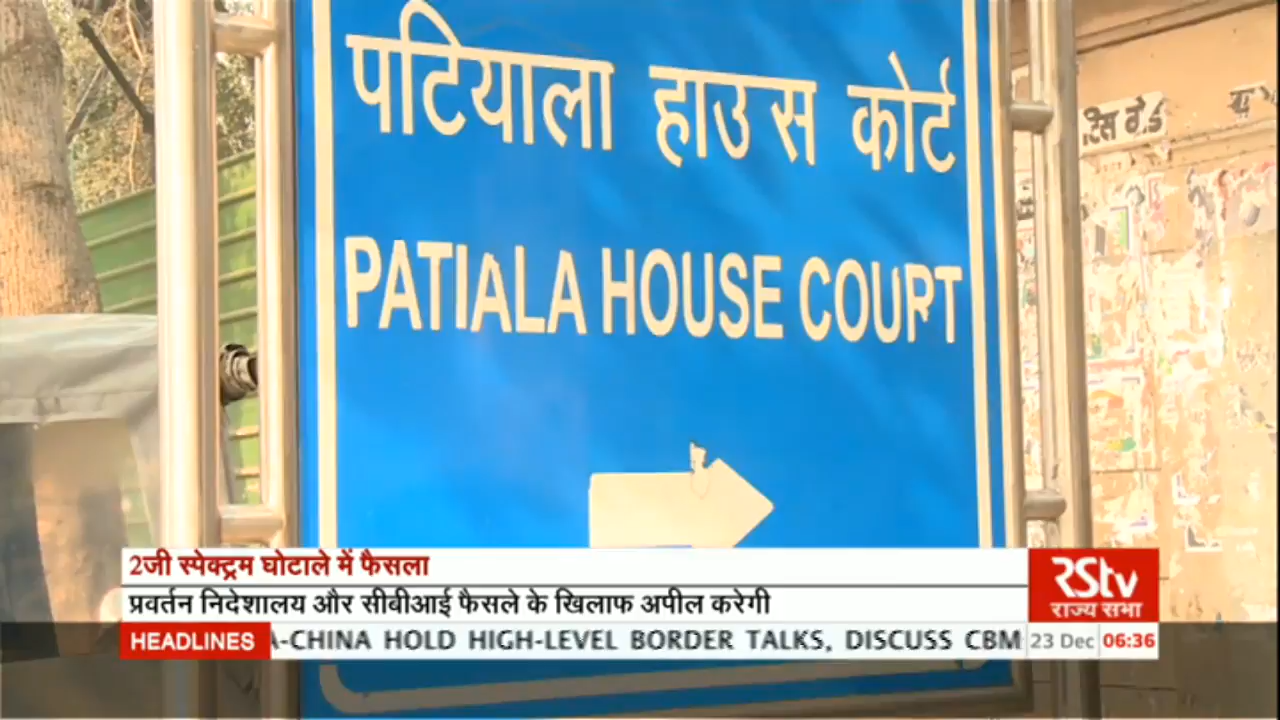 पटियाला हाउस कोर्ट
PATIALA HOUSE COURT
2जी स्पेक्ट्रम घोटाले में फैसला
प्रवर्तन निदेशालय और सीबीआई फैसले के खिलाफ अपील करेगी
RStv
राज्य सभा
HEADLINES A-CHINA HOLD HIGH-LEVEL BORDER TALKS, DISCUSS CBM 23 Dec 06:36